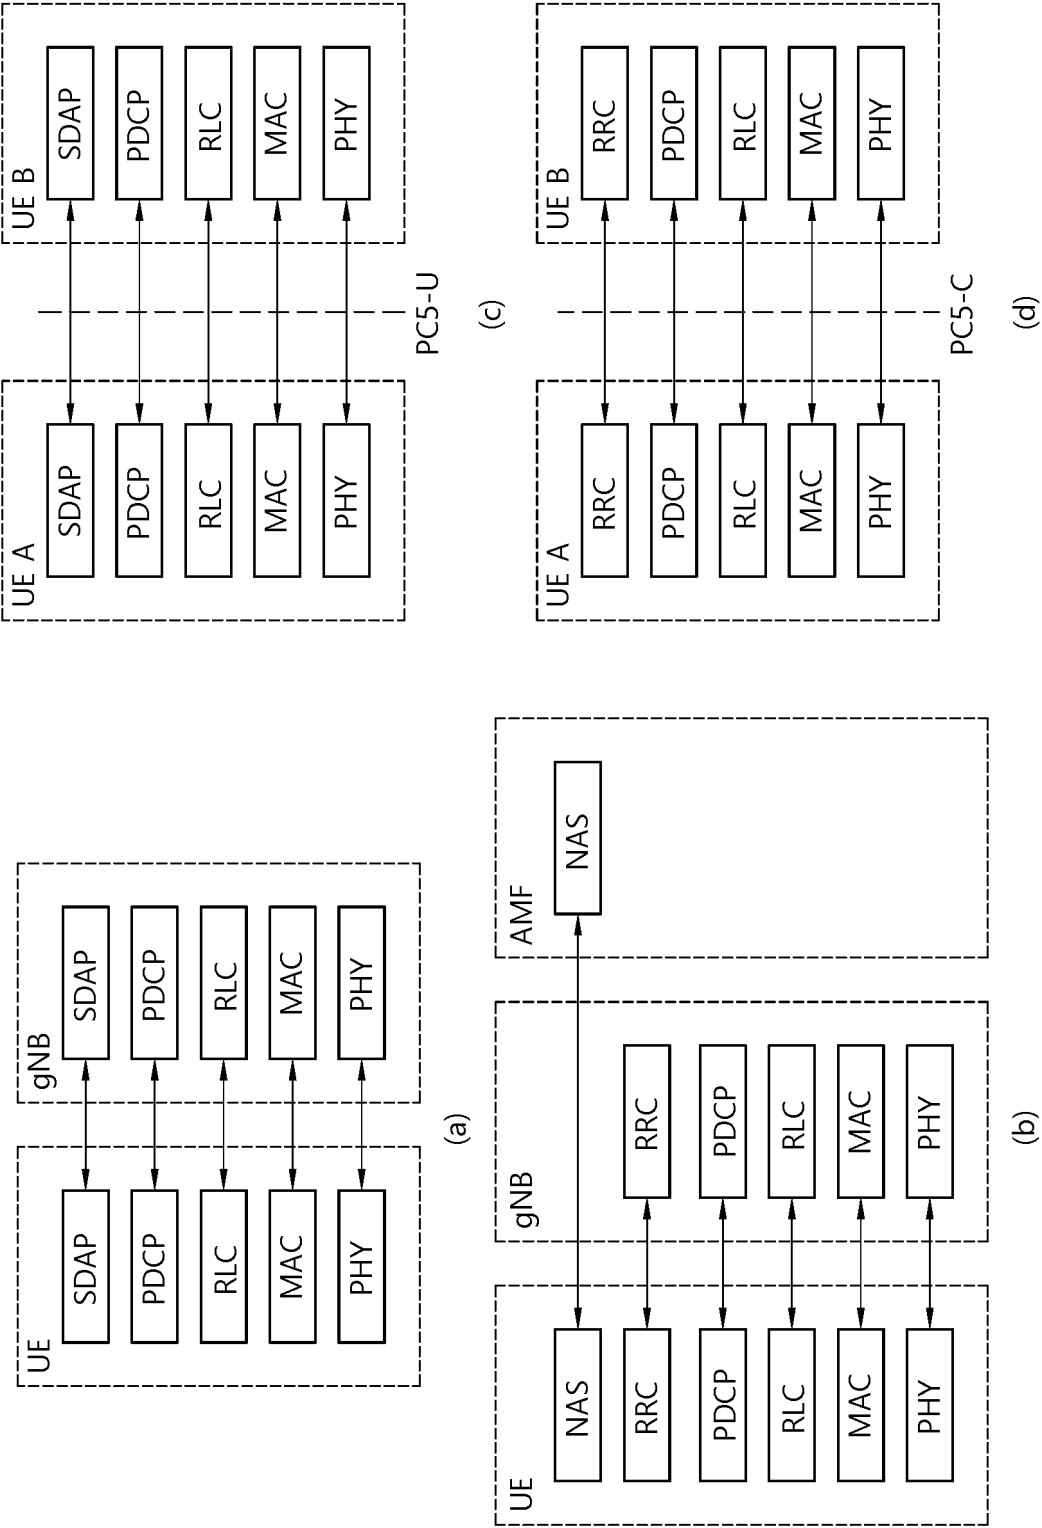 UE
gNB
SDAP
SDAP
PDCP
PDCP
RLC
RLC
MAC
MAC
PHY
PHY
(a)
UE
gNB
AMF
NAS
NAS
RRC
RRC
PDCP
PDCP
RLC
RLC
MAC
MAC
PHY
PHY
(b)
UE A
UE B
SDAP
SDAP
PDCP
PDCP
RLC
RLC
MAC
MAC
PHY
PHY
PC5-U
(c)
UE A
UE B
RRC
RRC
PDCP
PDCP
RLC
RLC
MAC
MAC
PHY
PHY
PC5-C
(d)